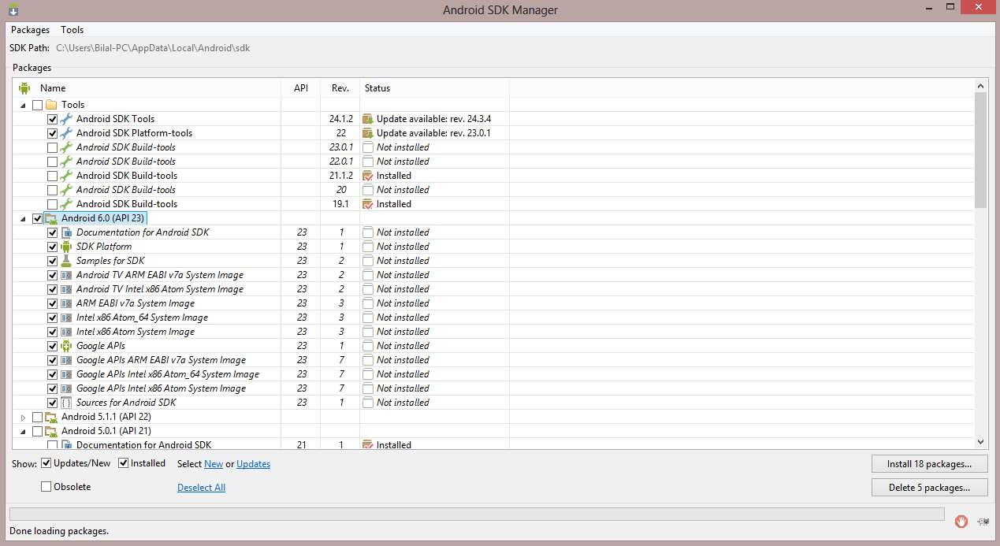 Android SDK Manager
Packages Tools
SDK Path: C:\Users\Bilal-PC\AppData\Local\Android\sdk
Packages
Name API Rev. Status
Tools
Android SDK Tools 24.1.2 Update available: rev. 24.3.4
Android SDK Platform-tools 22 Update available: rev. 23.0.1
Android SDK Build-tools 23.0.1 Not installed
Android SDK Build-tools 22.0.1 Not installed
Android SDK Build-tools 21.1.2 Installed
Android SDK Build-tools 20 Not installed
Android SDK Build-tools 19.1 Installed
Android 6.0 (API 23)
Documentation for Android SDK 23 1 Not installed
SDK Platform 23 1 Not installed
Samples for SDK 23 2 Not installed
Android TV ARM EABI v7a System Image 23 2 Not installed
Android TV Intel x86 Atom System Image 23 2 Not installed
ARM EABI v7a System Image 23 3 Not installed
Intel x86 Atom_64 System Image 23 3 Not installed
Intel x86 Atom System Image 23 3 Not installed
Google APIs 23 1 Not installed
Google APIs ARM EABI v7a System Image 23 7 Not installed
Google APIs Intel x86 Atom_64 System Image 23 7 Not installed
Google APIs Intel x86 Atom System Image 23 7 Not installed
Sources for Android SDK 23 1 Not installed
Android 5.1.1 (API 22)
Android 5.0.1 (API 21)
Documentation for Android SDK 21 1 Installed
Show: Updates/New Installed Select New or Updates Install 18 packages...
Obsolete Deselect All Delete 5 packages...
Done loading packages.